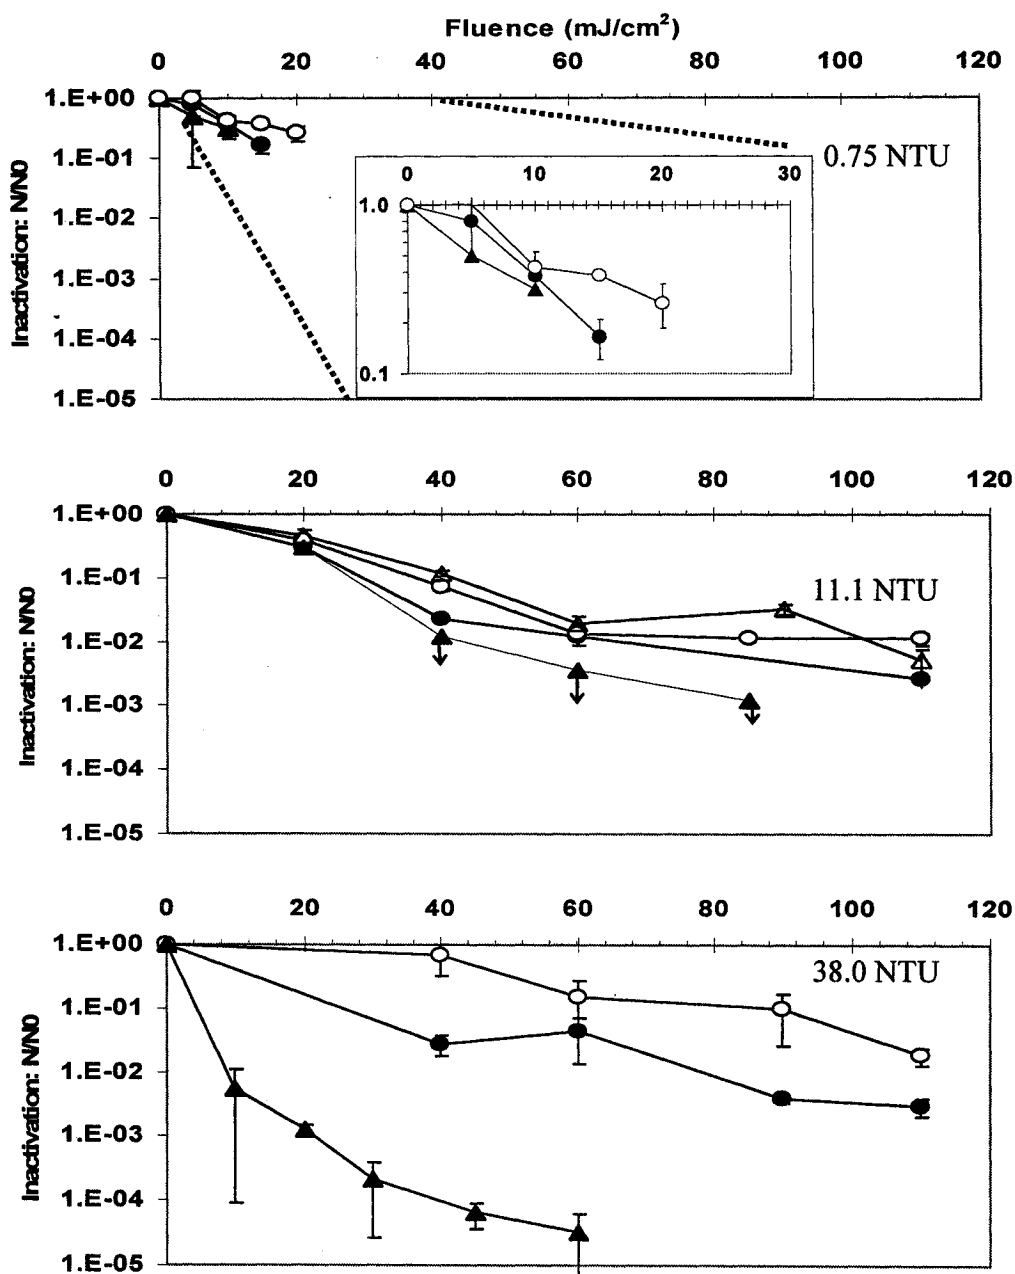 Fluence (mJ/cm²)
0 20 40 60 80 100 120
1.E+00
1.E-01
1.E-02
1.E-03
1.E-04
1.E-05
Inactivation: N/N0
0.75 NTU
0 10 20 30
1.0
0.1
0 20 40 60 80 100 120
1.E+00
1.E-01
1.E-02
1.E-03
1.E-04
1.E-05
Inactivation: N/N0
11.1 NTU
0 20 40 60 80 100 120
1.E+00
1.E-01
1.E-02
1.E-03
1.E-04
1.E-05
Inactivation: N/N0
38.0 NTU